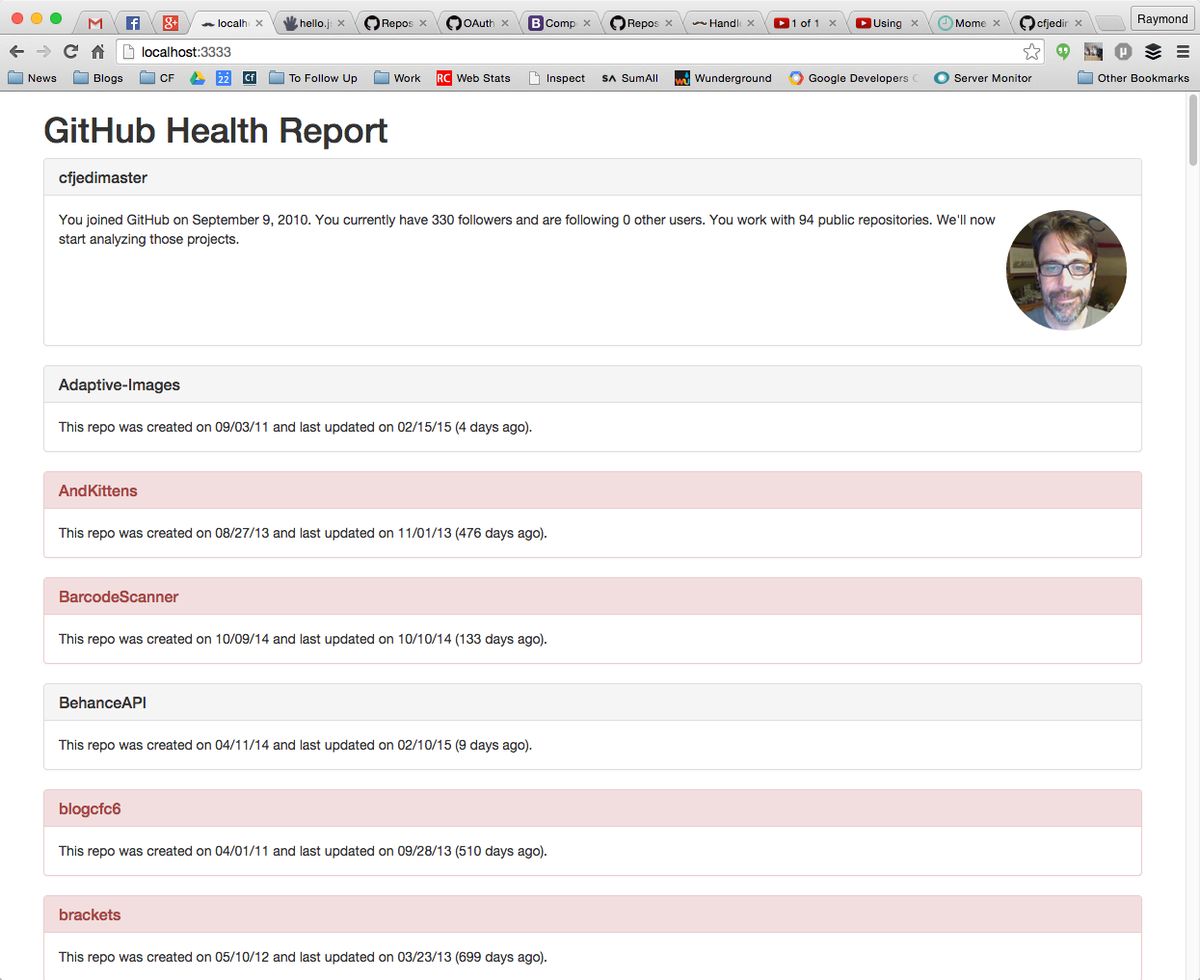 localh hello.js Repos OAuth Comp Repos Handle 1 of 1 Using Mome cfjedir Raymond
localhost:3333
News Blogs CF 22 Cf To Follow Up Work RC Web Stats Inspect SA SumAll Wunderground Google Developers Server Monitor Other Bookmarks
GitHub Health Report
cfjedimaster
You joined GitHub on September 9, 2010. You currently have 330 followers and are following 0 other users. You work with 94 public repositories. We'll now
start analyzing those projects.
Adaptive-Images
This repo was created on 09/03/11 and last updated on 02/15/15 (4 days ago).
AndKittens
This repo was created on 08/27/13 and last updated on 11/01/13 (476 days ago).
BarcodeScanner
This repo was created on 10/09/14 and last updated on 10/10/14 (133 days ago).
BehanceAPI
This repo was created on 04/11/14 and last updated on 02/10/15 (9 days ago).
blogcfc6
This repo was created on 04/01/11 and last updated on 09/28/13 (510 days ago).
brackets
This repo was created on 05/10/12 and last updated on 03/23/13 (699 days ago).